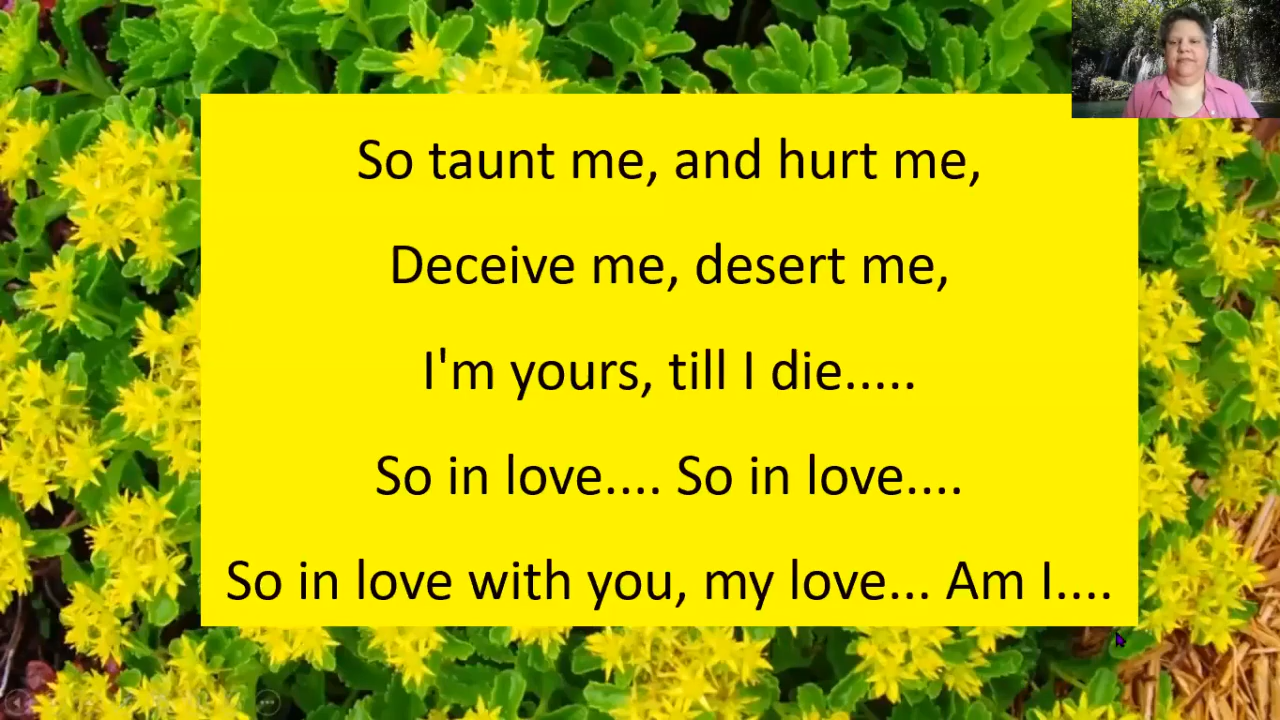 So taunt me, and hurt me,
Deceive me, desert me,
I'm yours, till I die.....
So in love.... So in love....
So in love with you, my love... Am I....